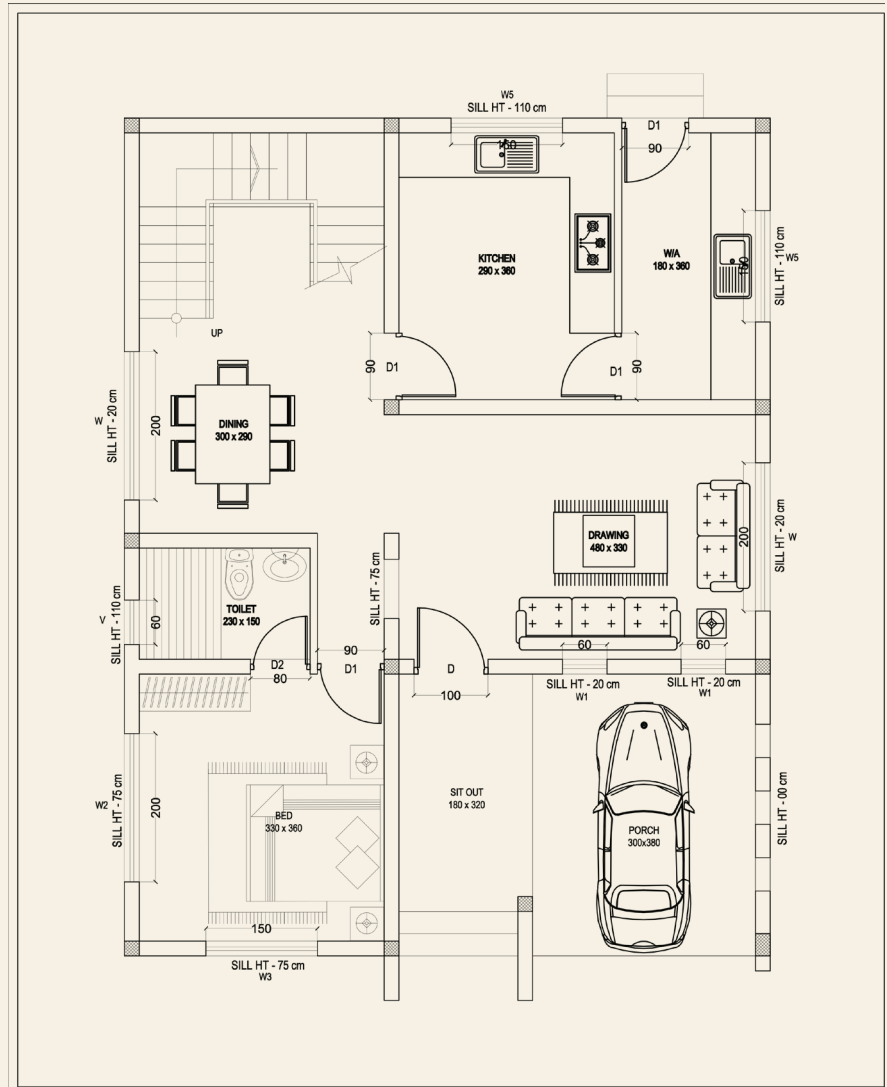 W5
SILL HT - 110 cm
150
D1
90
KITCHEN
290 x 360
W/A
180 x 360
150
SILL HT - 110 cm
W5
UP
90
D1
D1
90
W
SILL HT - 20 cm
200
DINING
300 x 290
DRAWING
480 x 330
200
SILL HT - 20 cm
W
SILL HT - 75 cm
V
SILL HT - 110 cm
60
TOILET
230 x 150
90
D2
80
D1
D
100
60
60
SILL HT - 20 cm
W1
SILL HT - 20 cm
W1
W2
SILL HT - 75 cm
200
BED
330 x 360
SIT OUT
180 x 320
PORCH
300x380
SILL HT - 00 cm
150
SILL HT - 75 cm
W3